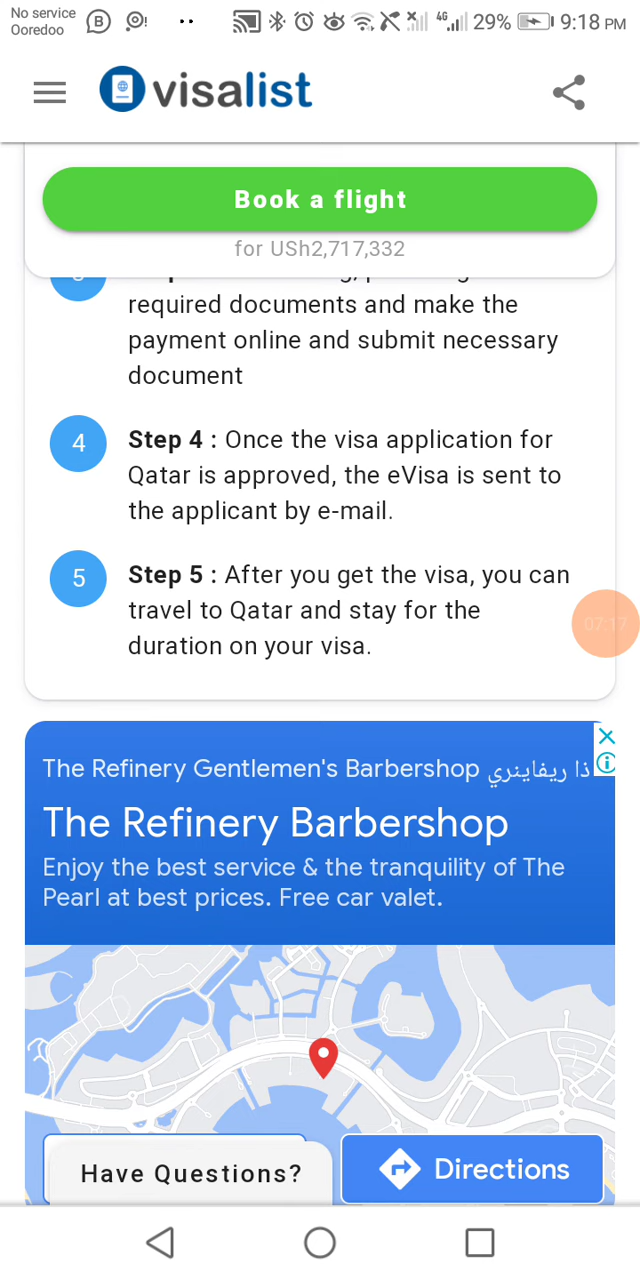 No service
Ooredoo
4G
29%
9:18 PM
visalist
Book a flight
for USh2,717,332
required documents and make the
payment online and submit necessary
document
4
Step 4 : Once the visa application for
Qatar is approved, the eVisa is sent to
the applicant by e-mail.
5
Step 5 : After you get the visa, you can
travel to Qatar and stay for the
duration on your visa.
07:17
The Refinery Gentlemen's Barbershop ذا ريفاينري
The Refinery Barbershop
Enjoy the best service & the tranquility of The
Pearl at best prices. Free car valet.
Have Questions?
Directions